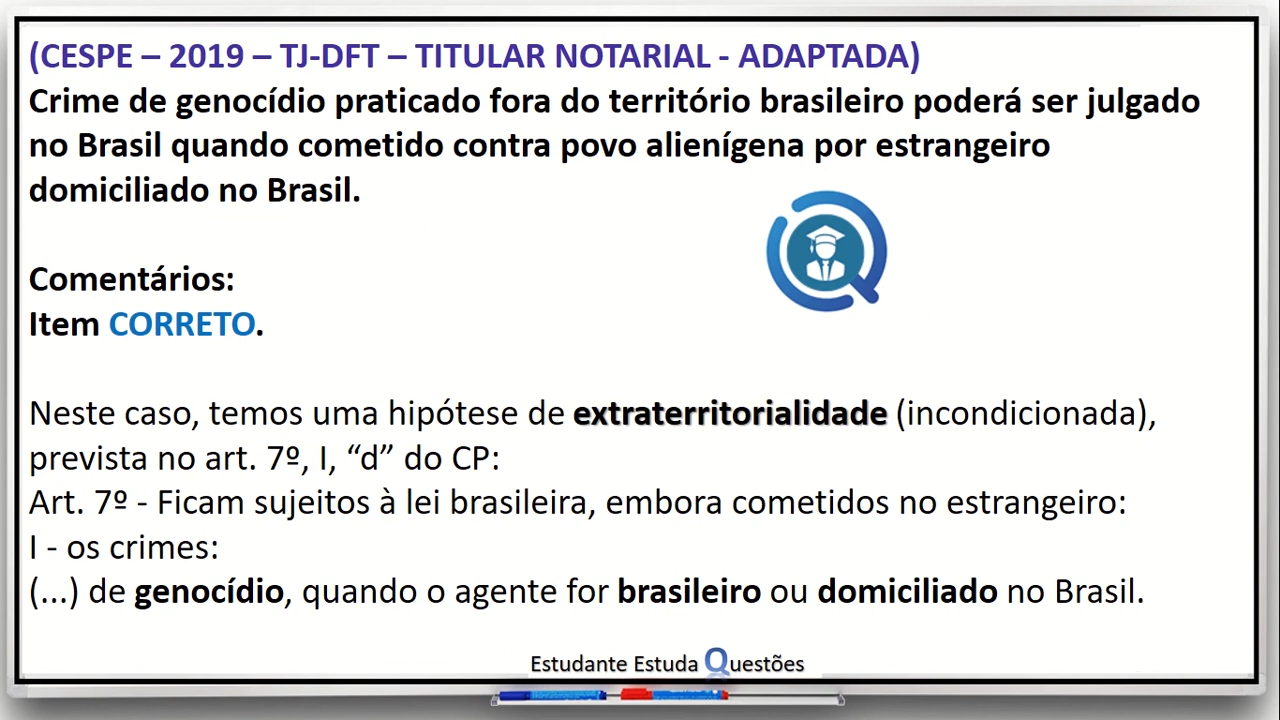 (CESPE – 2019 – TJ-DFT – TITULAR NOTARIAL - ADAPTADA)
Crime de genocídio praticado fora do território brasileiro poderá ser julgado
no Brasil quando cometido contra povo alienígena por estrangeiro
domiciliado no Brasil.
Comentários:
Item CORRETO.
Neste caso, temos uma hipótese de extraterritorialidade (incondicionada),
prevista no art. 7º, I, “d” do CP:
Art. 7º - Ficam sujeitos à lei brasileira, embora cometidos no estrangeiro:
I - os crimes:
(...) de genocídio, quando o agente for brasileiro ou domiciliado no Brasil.
Estudante Estuda Questões